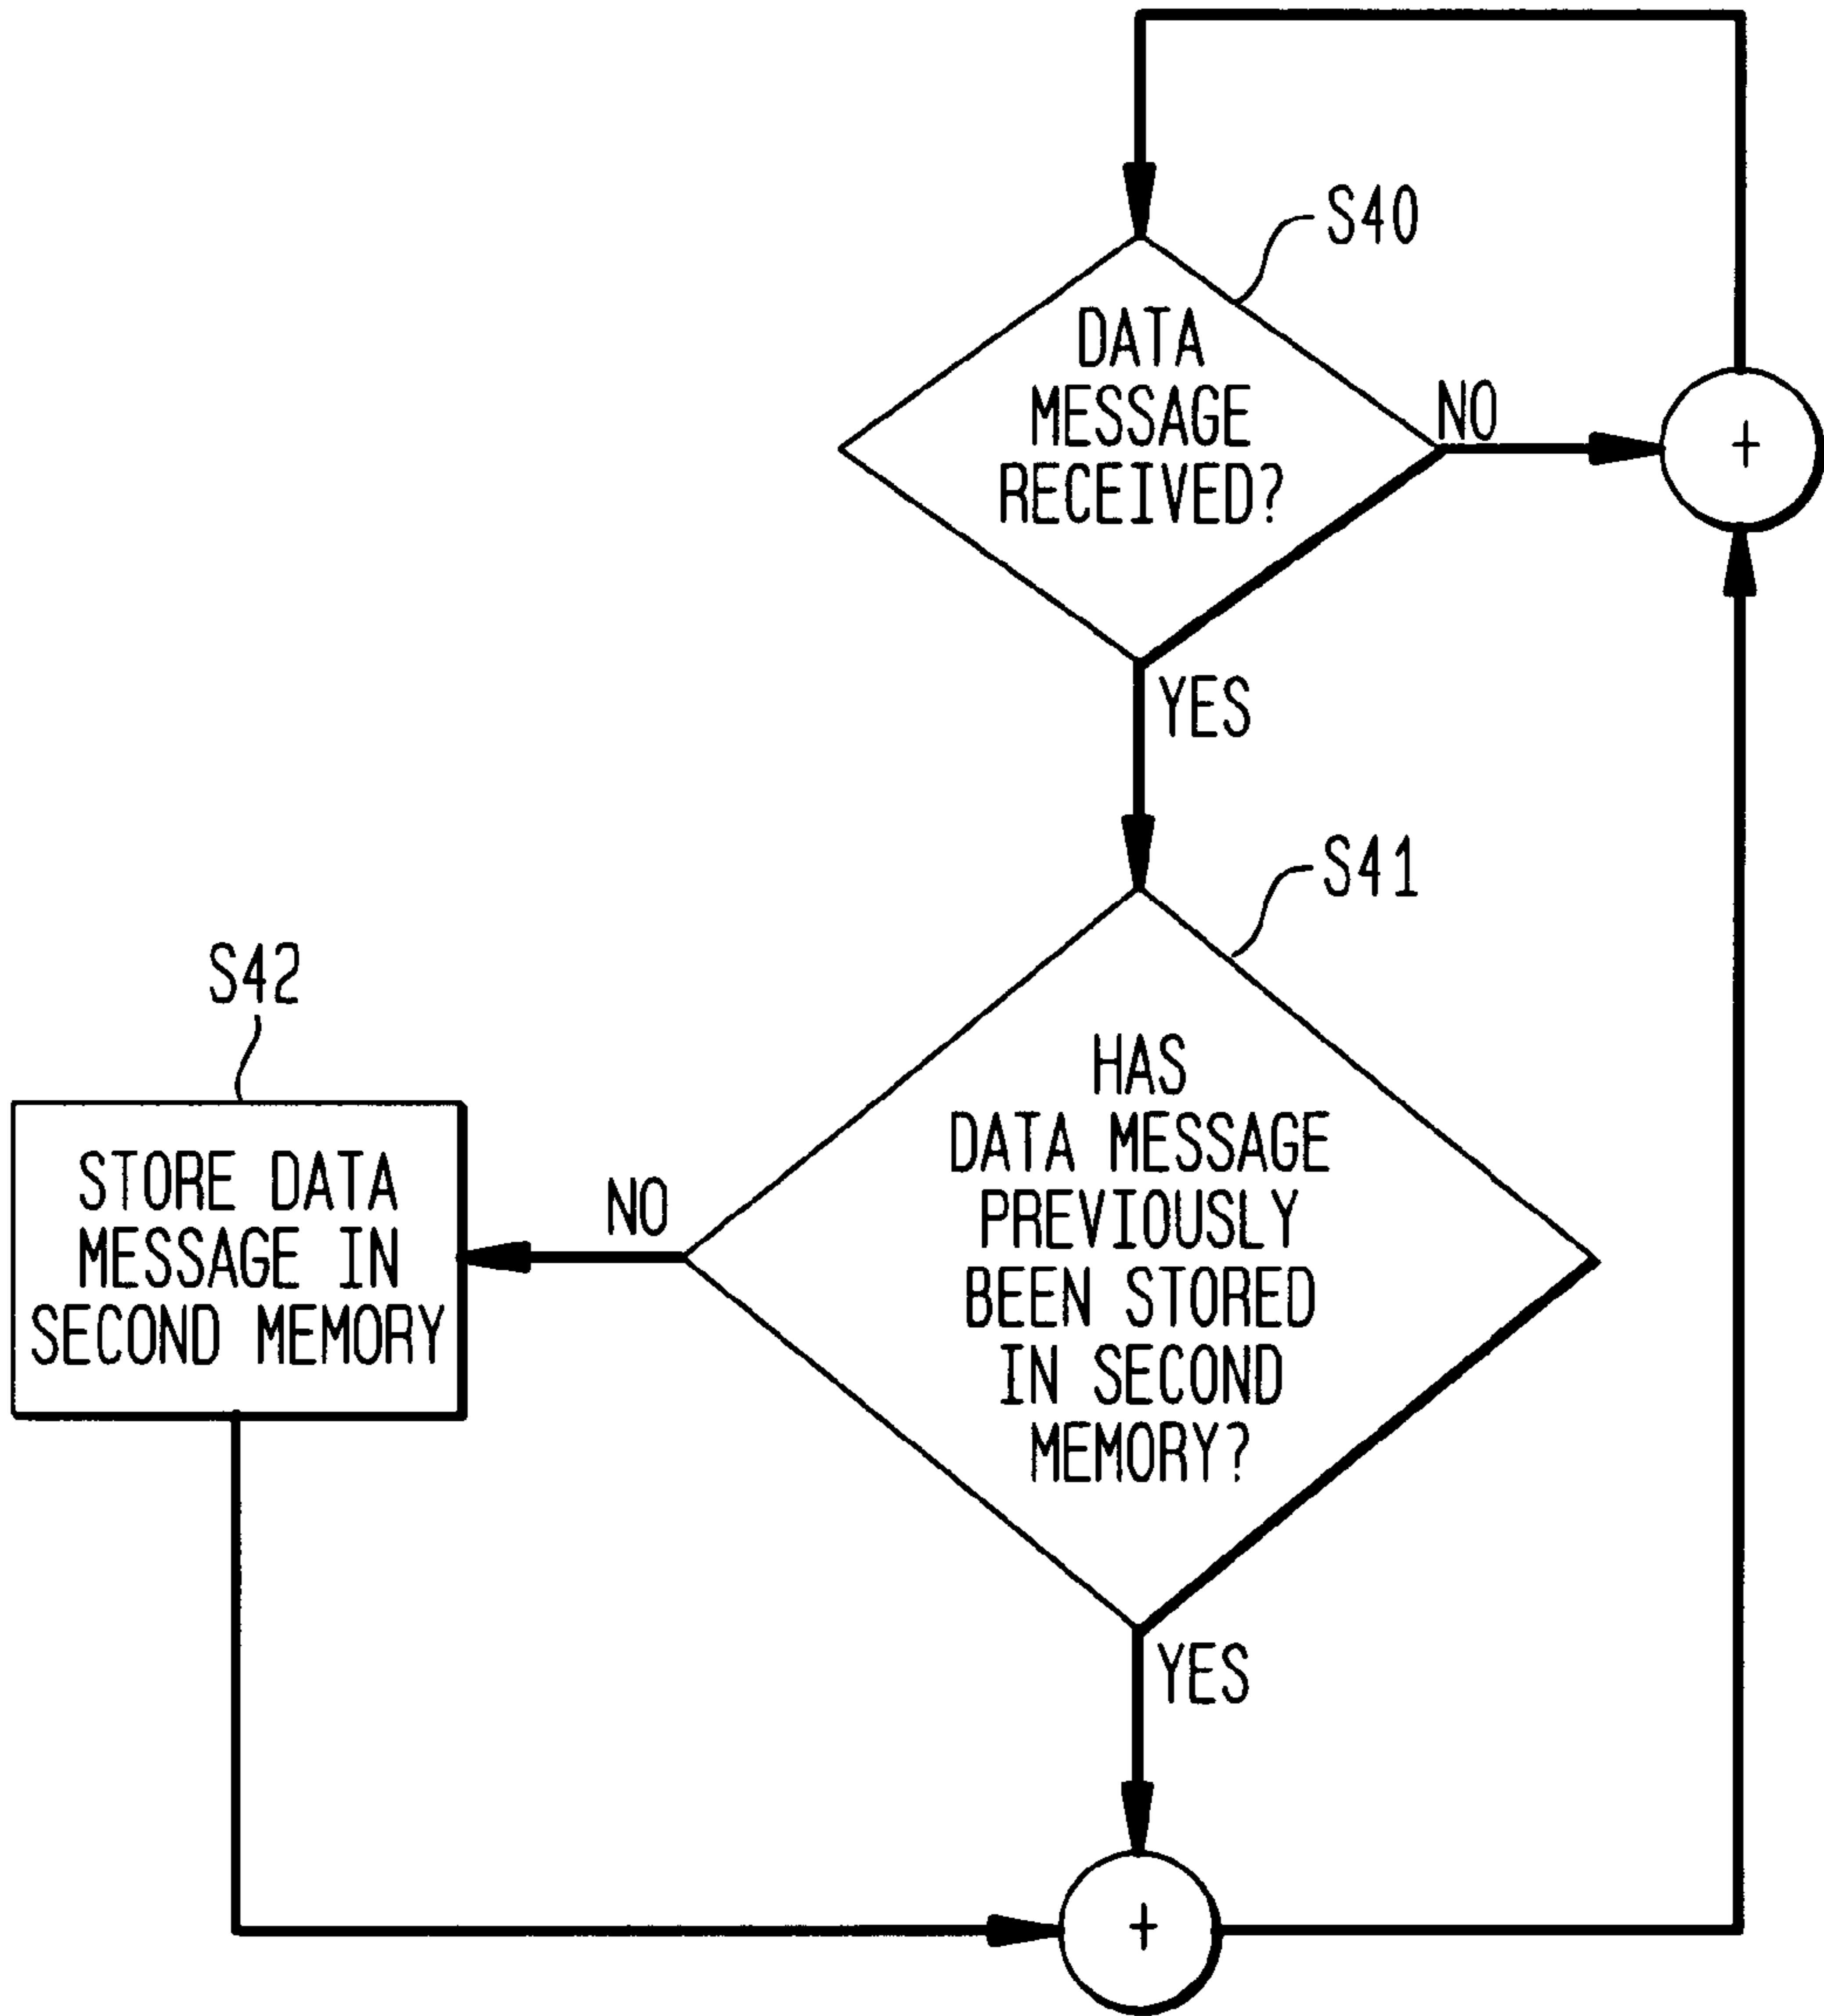 S40
DATA
MESSAGE
RECEIVED?
NO
+
YES
S41
HAS
DATA MESSAGE
PREVIOUSLY
BEEN STORED
IN SECOND
MEMORY?
NO
S42
STORE DATA
MESSAGE IN
SECOND MEMORY
YES
+